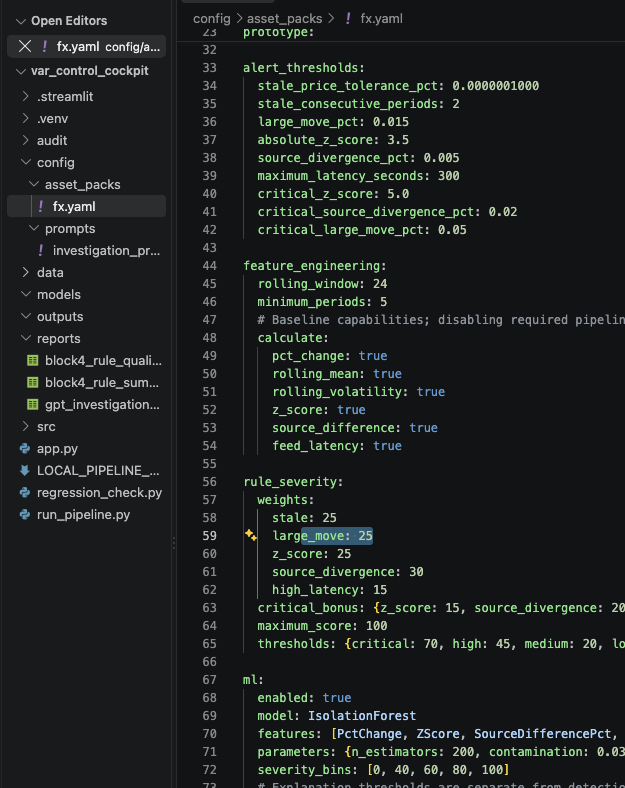 Open Editors
fx.yaml config/a...
var_control_cockpit
.streamlit
.venv
audit
config
asset_packs
fx.yaml
prompts
investigation_pr...
data
models
outputs
reports
block4_rule_quali...
block4_rule_sum...
gpt_investigation...
src
app.py
LOCAL_PIPELINE_...
regression_check.py
run_pipeline.py
config > asset_packs > ! fx.yaml
23 prototype:
32
33 alert_thresholds:
34 stale_price_tolerance_pct: 0.0000001000
35 stale_consecutive_periods: 2
36 large_move_pct: 0.015
37 absolute_z_score: 3.5
38 source_divergence_pct: 0.005
39 maximum_latency_seconds: 300
40 critical_z_score: 5.0
41 critical_source_divergence_pct: 0.02
42 critical_large_move_pct: 0.05
43
44 feature_engineering:
45 rolling_window: 24
46 minimum_periods: 5
47 # Baseline capabilities; disabling required pipelin
48 calculate:
49 pct_change: true
50 rolling_mean: true
51 rolling_volatility: true
52 z_score: true
53 source_difference: true
54 feed_latency: true
55
56 rule_severity:
57 weights:
58 stale: 25
59 large_move: 25
60 z_score: 25
61 source_divergence: 30
62 high_latency: 15
63 critical_bonus: {z_score: 15, source_divergence: 20
64 maximum_score: 100
65 thresholds: {critical: 70, high: 45, medium: 20, lo
66
67 ml:
68 enabled: true
69 model: IsolationForest
70 features: [PctChange, ZScore, SourceDifferencePct,
71 parameters: {n_estimators: 200, contamination: 0.03
72 severity_bins: [0, 40, 60, 80, 100]
73 # Explanation thresholds are separate from detecti